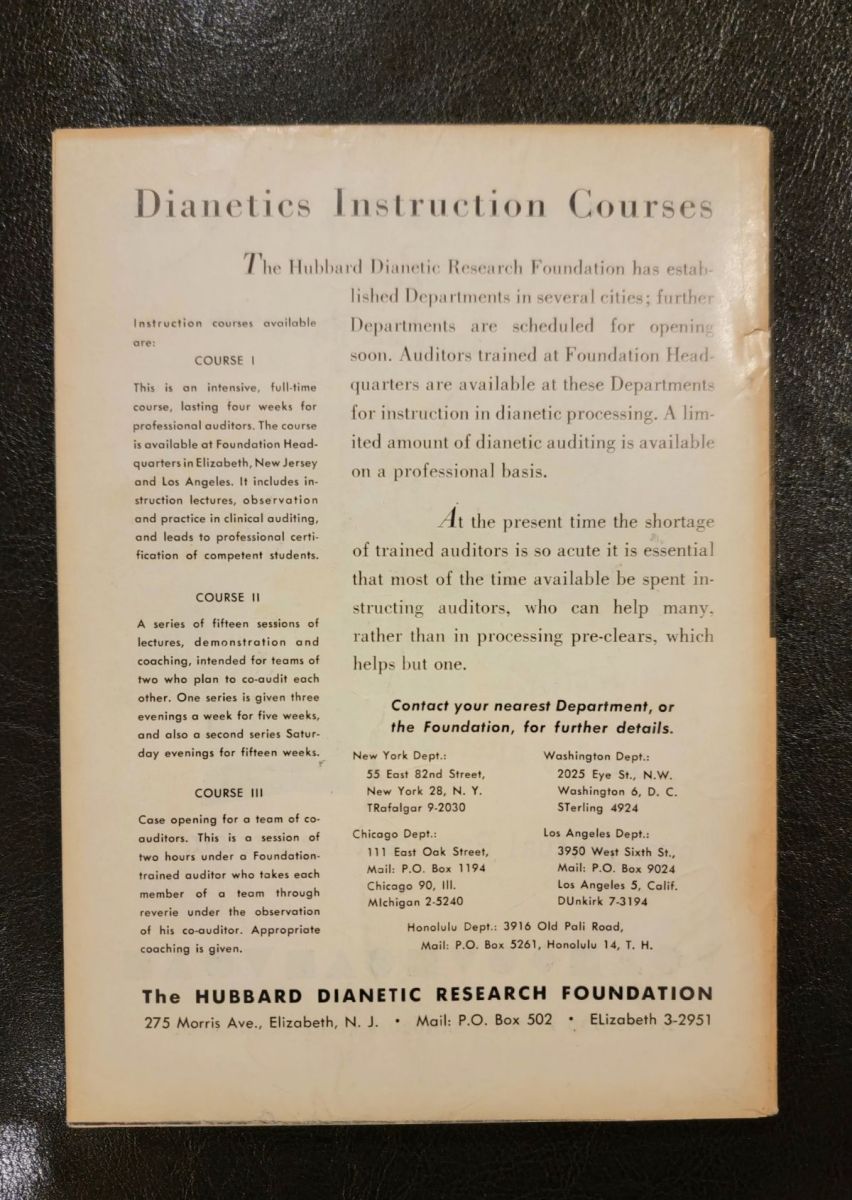 Dianetics Instruction Courses
The Hubbard Dianetic Research Foundation has estab-
lished Departments in several cities; further
Departments are scheduled for opening
soon. Auditors trained at Foundation Head-
quarters are available at these Departments
for instruction in dianetic processing. A lim-
ited amount of dianetic auditing is available
on a professional basis.
At the present time the shortage
of trained auditors is so acute it is essential
that most of the time available be spent in-
structing auditors, who can help many,
rather than in processing pre-clears, which
helps but one.
Instruction courses available
are:
COURSE I
This is an intensive, full-time
course, lasting four weeks for
professional auditors. The course
is available at Foundation Head-
quarters in Elizabeth, New Jersey
and Los Angeles. It includes in-
struction lectures, observation
and practice in clinical auditing,
and leads to professional certi-
fication of competent students.
COURSE II
A series of fifteen sessions of
lectures, demonstration and
coaching, intended for teams of
two who plan to co-audit each
other. One series is given three
evenings a week for five weeks,
and also a second series Satur-
day evenings for fifteen weeks.
COURSE III
Case opening for a team of co-
auditors. This is a session of
two hours under a Foundation-
trained auditor who takes each
member of a team through
reverie under the observation
of his co-auditor. Appropriate
coaching is given.
Contact your nearest Department, or
the Foundation, for further details.
New York Dept.:
55 East 82nd Street,
New York 28, N. Y.
TRafalgar 9-2030
Washington Dept.:
2025 Eye St., N.W.
Washington 6, D. C.
STerling 4924
Chicago Dept.:
111 East Oak Street,
Mail: P.O. Box 1194
Chicago 90, Ill.
MIchigan 2-5240
Los Angeles Dept.:
3950 West Sixth St.,
Mail: P.O. Box 9024
Los Angeles 5, Calif.
DUnkirk 7-3194
Honolulu Dept.: 3916 Old Pali Road,
Mail: P.O. Box 5261, Honolulu 14, T. H.
The HUBBARD DIANETIC RESEARCH FOUNDATION
275 Morris Ave., Elizabeth, N. J. • Mail: P.O. Box 502 • ELizabeth 3-2951